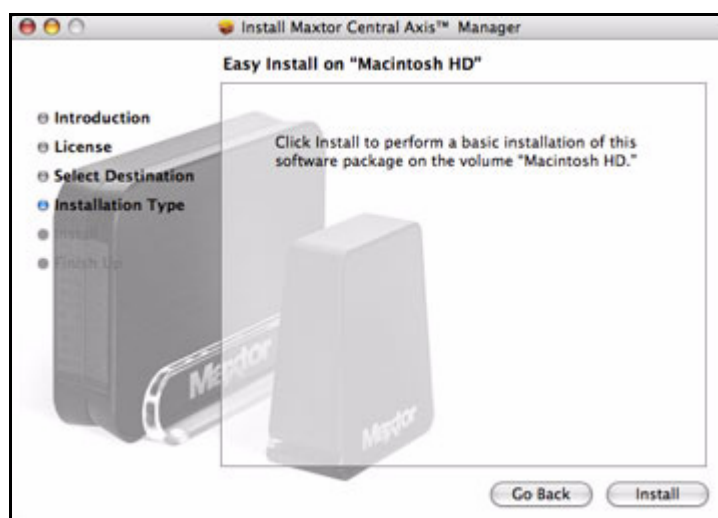 Install Maxtor Central Axis™ Manager
Easy Install on "Macintosh HD"
Introduction
License
Select Destination
Installation Type
Install
Finish Up
Click Install to perform a basic installation of this
software package on the volume "Macintosh HD."
Maxtor
Maxtor
Go Back
Install